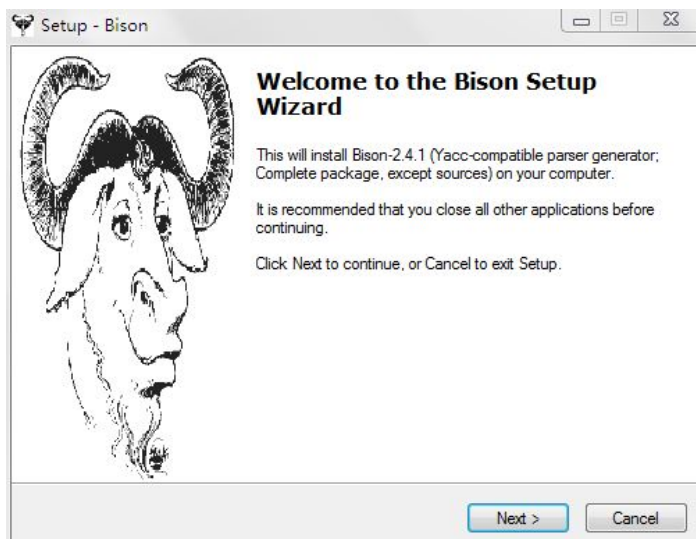 Setup - Bison
Welcome to the Bison Setup
Wizard
This will install Bison-2.4.1 (Yacc-compatible parser generator;
Complete package, except sources) on your computer.
It is recommended that you close all other applications before
continuing.
Click Next to continue, or Cancel to exit Setup.
Next >
Cancel